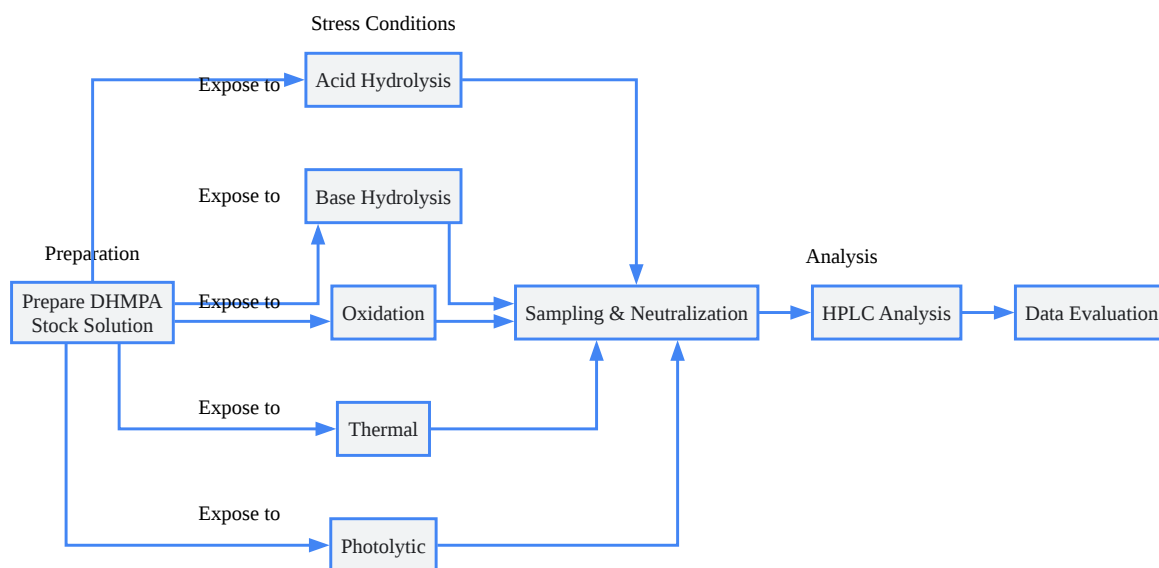 Stress Conditions
Expose to
Acid Hydrolysis
Expose to
Base Hydrolysis
Preparation
Analysis
Prepare DHMPA
Stock Solution
Expose to
Oxidation
Sampling & Neutralization
HPLC Analysis
Data Evaluation
Expose to
Thermal
Expose to
Photolytic